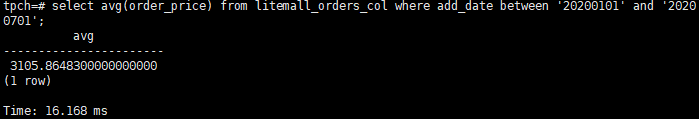 tpch=# select avg(order_price) from litemall_orders_col where add_date between '20200101' and '2020
0701';
avg
-----------------------
3105.8648300000000000
(1 row)
Time: 16.168 ms